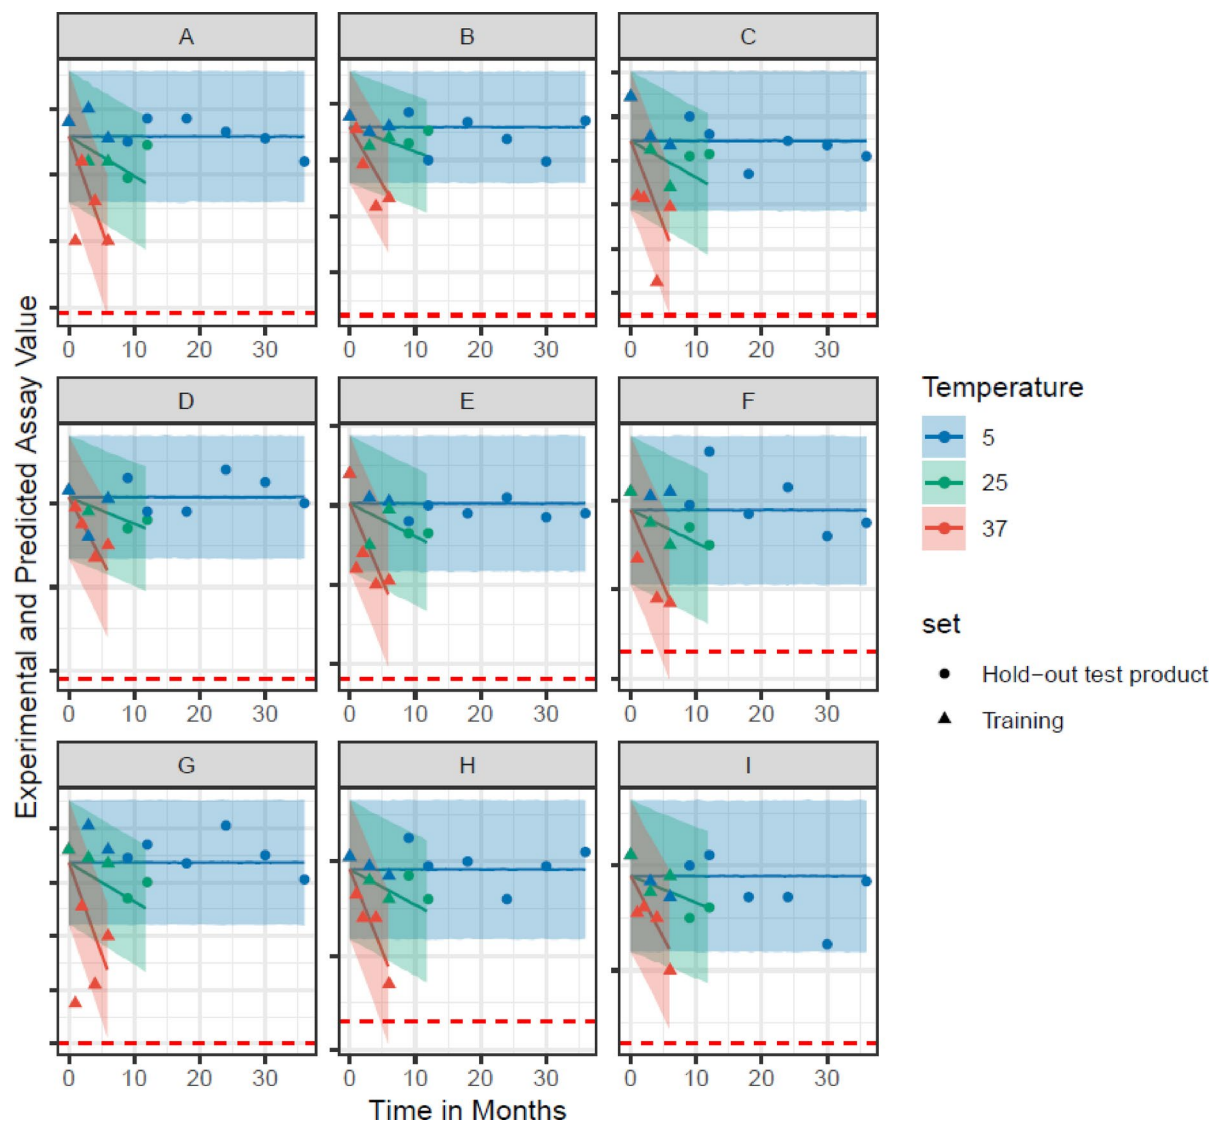 A B C
0 10 20 30 0 10 20 30 0 10 20 30
D E F
0 10 20 30 0 10 20 30 0 10 20 30
G H I
0 10 20 30 0 10 20 30 0 10 20 30
Time in Months
Experimental and Predicted Assay Value
Temperature
5
25
37
set
Hold−out test product
Training